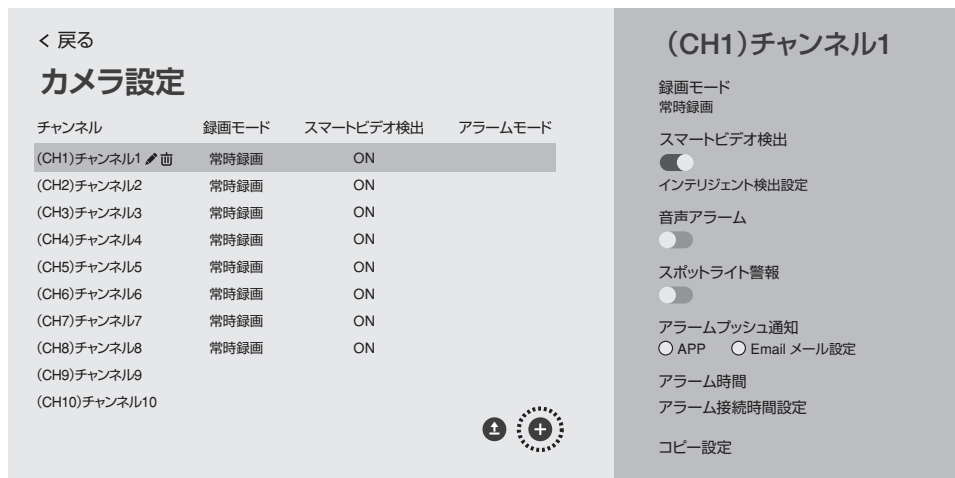 < 戻る
カメラ設定
チャンネル 録画モード スマートビデオ検出 アラームモード
(CH1)チャンネル1 常時録画 ON
(CH2)チャンネル2 常時録画 ON
(CH3)チャンネル3 常時録画 ON
(CH4)チャンネル4 常時録画 ON
(CH5)チャンネル5 常時録画 ON
(CH6)チャンネル6 常時録画 ON
(CH7)チャンネル7 常時録画 ON
(CH8)チャンネル8 常時録画 ON
(CH9)チャンネル9
(CH10)チャンネル10
(CH1)チャンネル1
録画モード
常時録画
スマートビデオ検出
インテリジェント検出設定
音声アラーム
スポットライト警報
アラームプッシュ通知
APP Email メール設定
アラーム時間
アラーム接続時間設定
コピー設定